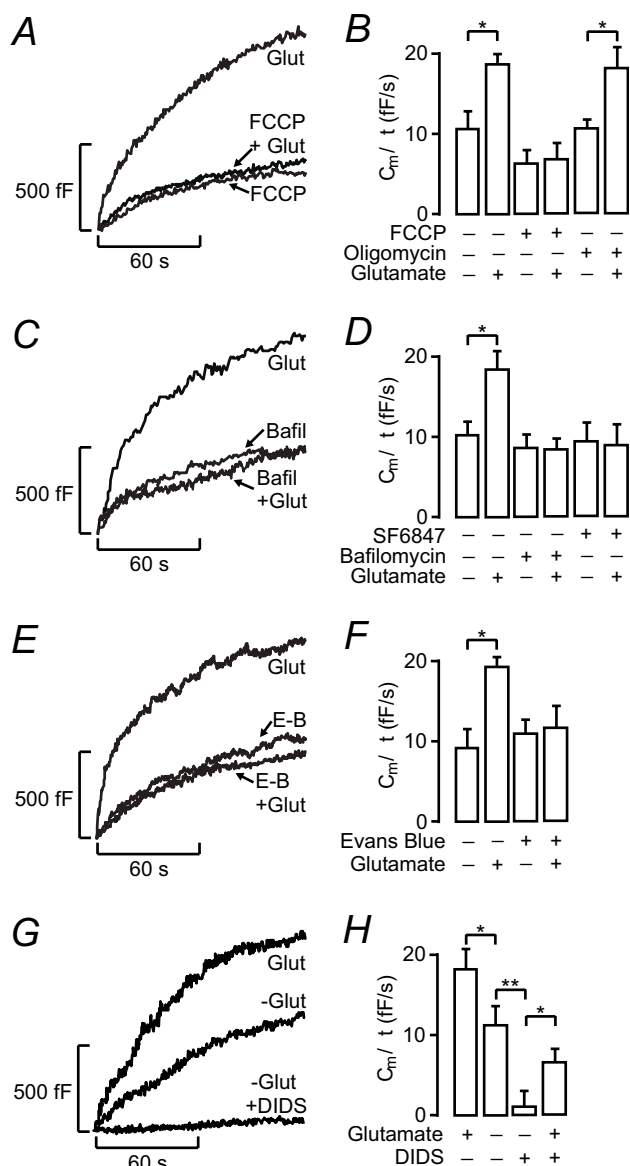 A
Glut
FCCP
+ Glut
FCCP
500 fF
60 s
B
20
10
0
Cm/ t (fF/s)
*
*
FCCP – – + + – –
Oligomycin – – – – + +
Glutamate – + – + – +
C
Glut
Bafil
Bafil
+Glut
500 fF
60 s
D
20
10
0
Cm/ t (fF/s)
*
SF6847 – – – – + +
Bafilomycin – – + + – –
Glutamate – + – + – +
E
Glut
E-B
E-B
+Glut
500 fF
60 s
F
20
10
0
Cm/ t (fF/s)
*
Evans Blue – – + +
Glutamate – + – +
G
Glut
-Glut
-Glut
+DIDS
500 fF
60 s
H
20
10
0
Cm/ t (fF/s)
*
**
*
Glutamate + – – +
DIDS – – + +